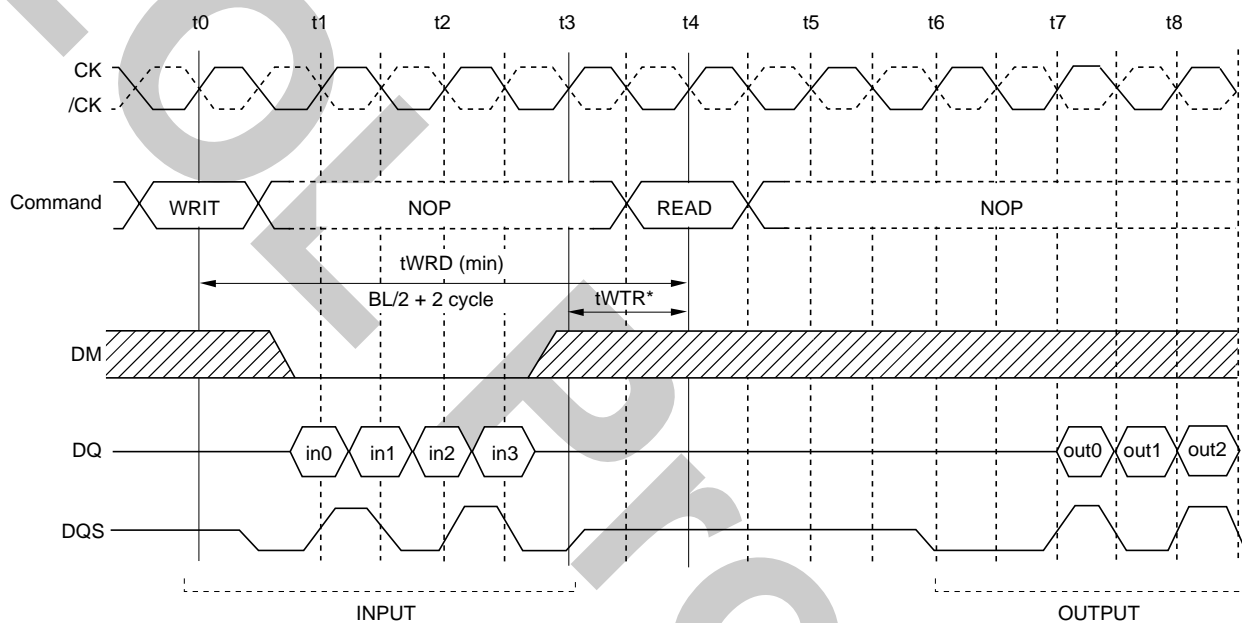 t0 t1 t2 t3 t4 t5 t6 t7 t8
CK
/CK
Command WRIT NOP READ NOP
tWRD (min)
BL/2 + 2 cycle tWTR*
DM
DQ in0 in1 in2 in3 out0 out1 out2
DQS
INPUT OUTPUT